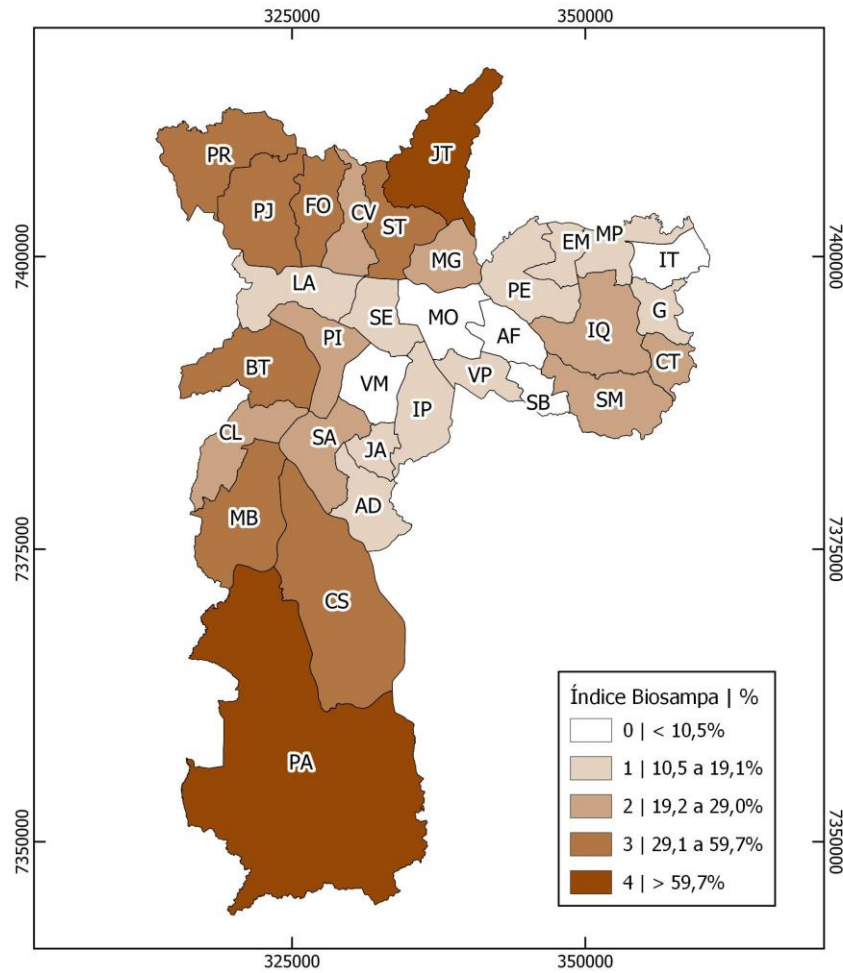 325000
350000
JT
PR
PJ
FO
CV
ST
7400000
7400000
MG
EM
MP
IT
LA
PE
G
SE
MO
AF
IQ
PI
BT
CT
VM
VP
IP
SB
SM
CL
SA
JA
AD
MB
7375000
7375000
CS
PA
Índice Biosampa | %
0 | < 10,5%
1 | 10,5 a 19,1%
2 | 19,2 a 29,0%
3 | 29,1 a 59,7%
4 | > 59,7%
7350000
7350000
325000
350000